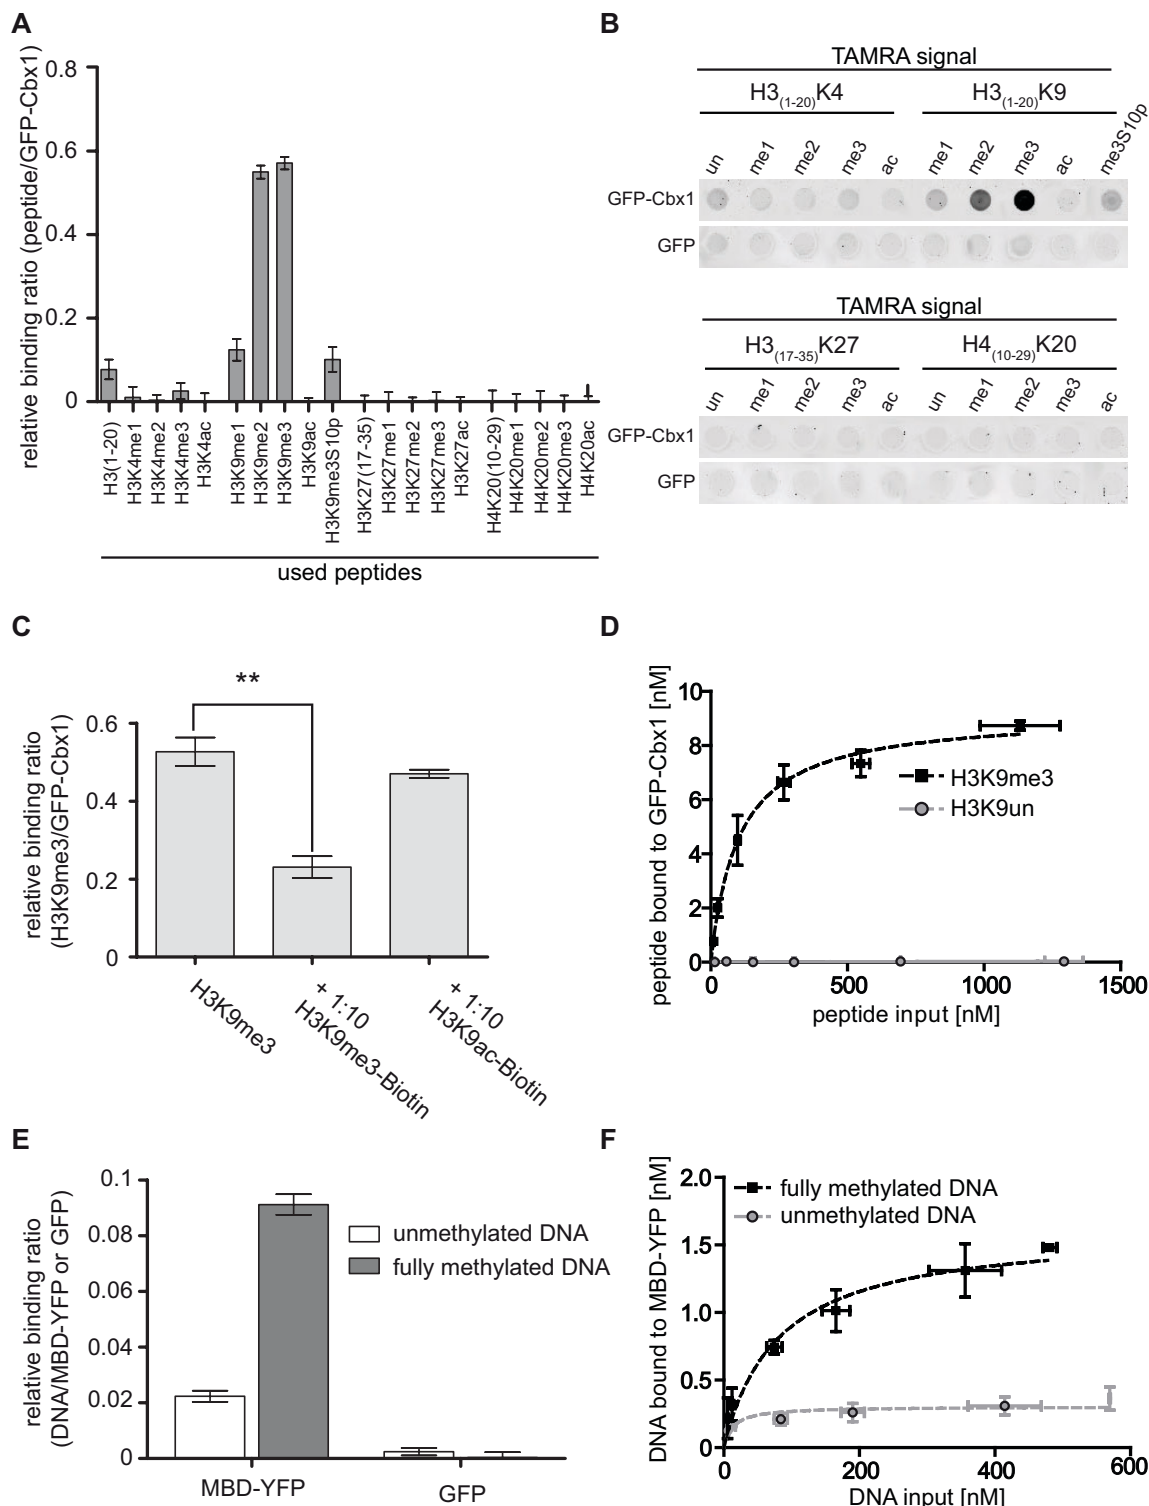 A
relative binding ratio (peptide/GFP-Cbx1)
0.8
0.6
0.4
0.2
0
H3(1-20)
H3K4me1
H3K4me2
H3K4me3
H3K4ac
H3K9me1
H3K9me2
H3K9me3
H3K9ac
H3K9me3S10p
H3K27(17-35)
H3K27me1
H3K27me2
H3K27me3
H3K27ac
H4K20(10-29)
H4K20me1
H4K20me2
H4K20me3
H4K20ac
used peptides
B
TAMRA signal
H3(1-20)K4 H3(1-20)K9
un me1 me2 me3 ac me1 me2 me3 ac me3S10p
GFP-Cbx1
GFP
TAMRA signal
H3(17-35)K27 H4(10-29)K20
un me1 me2 me3 ac un me1 me2 me3 ac
GFP-Cbx1
GFP
C
relative binding ratio
(H3K9me3/GFP-Cbx1)
**
0.6
0.4
0.2
0
H3K9me3
+ 1:10
H3K9me3-Biotin
+ 1:10
H3K9ac-Biotin
D
peptide bound to GFP-Cbx1 [nM]
10
8
6
4
2
0
H3K9me3
H3K9un
0 500 1000 1500
peptide input [nM]
E
relative binding ratio
(DNA/MBD-YFP or GFP)
0.1
0.08
0.06
0.04
0.02
0
unmethylated DNA
fully methylated DNA
MBD-YFP GFP
F
DNA bound to MBD-YFP [nM]
2.0
1.5
1.0
0.5
0
fully methylated DNA
unmethylated DNA
0 200 400 600
DNA input [nM]